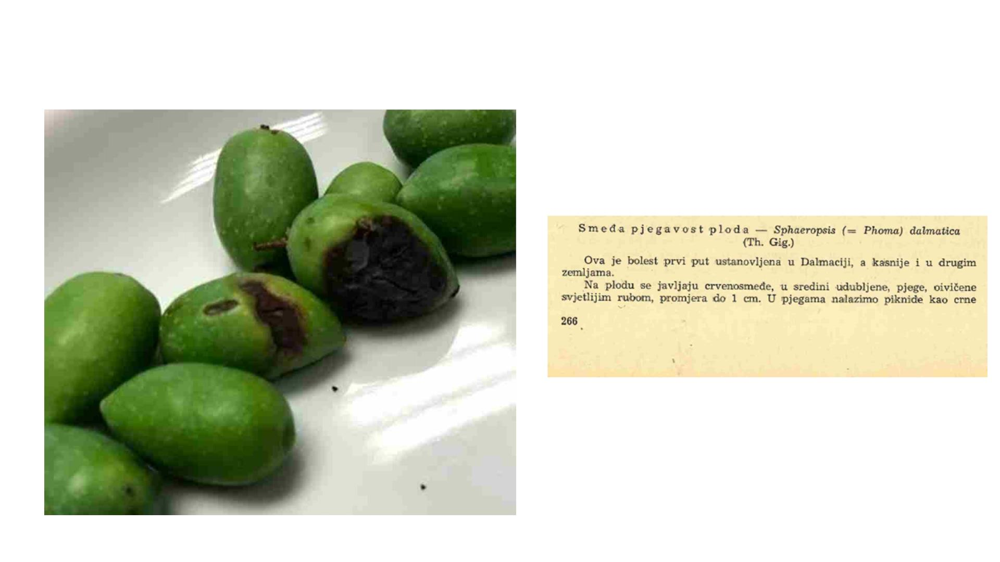 Smeđa pjegavost ploda — Sphaeropsis (= Phoma) dalmatica
(Th. Gig.)
Ova je bolest prvi put ustanovljena u Dalmaciji, a kasnije i u drugim
zemljama.
Na plodu se javljaju crvenosmeđe, u sredini udubljene, pjege, oivičene
svjetlijim rubom, promjera do 1 cm. U pjegama nalazimo piknide kao crne
266